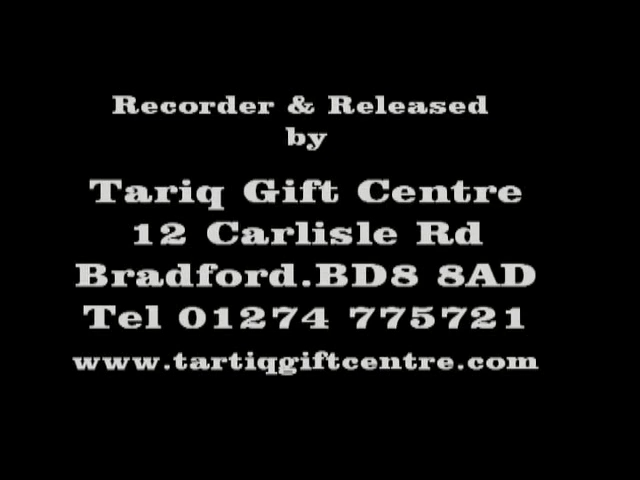 Recorder & Released
by
Tariq Gift Centre
12 Carlisle Rd
Bradford.BD8 8AD
Tel 01274 775721
www.tartiqgiftcentre.com